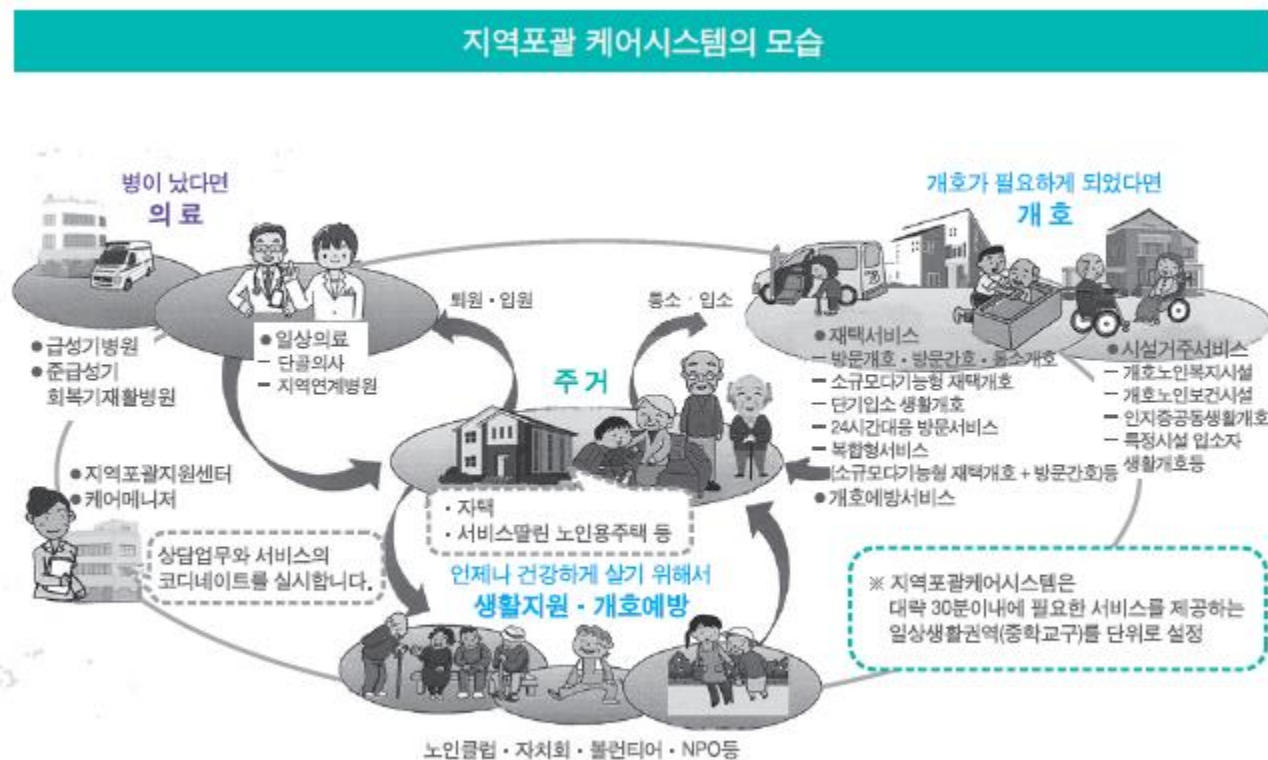 지역포괄 케어시스템의 모습
병이 났다면
의료
개호가 필요하게 되었다면
개호
퇴원 · 입원
통소 · 입소
● 급성기병원
● 준급성기
회복기재활병원
● 일상의료
– 단골의사
– 지역연계병원
주거
● 재택서비스
– 방문개호 · 방문간호 · 통소개호
– 소규모다기능형 재택개호
– 단기입소 생활개호
– 24시간대응 방문서비스
– 복합형서비스
(소규모다기능형 재택개호 + 방문간호)등
● 개호예방서비스
● 시설거주서비스
– 개호노인복지시설
– 개호노인보건시설
– 인지증공동생활개호
– 특정시설 입소자
생활개호등
● 지역포괄지원센터
● 케어메니저
상담업무와 서비스의
코디네이트를 실시합니다.
· 자택
· 서비스딸린 노인용주택 등
언제나 건강하게 살기 위해서
생활지원 · 개호예방
※ 지역포괄케어시스템은
대략 30분이내에 필요한 서비스를 제공하는
일상생활권역(중학교구)를 단위로 설정
노인클럽 · 자치회 · 볼런티어 · NPO등